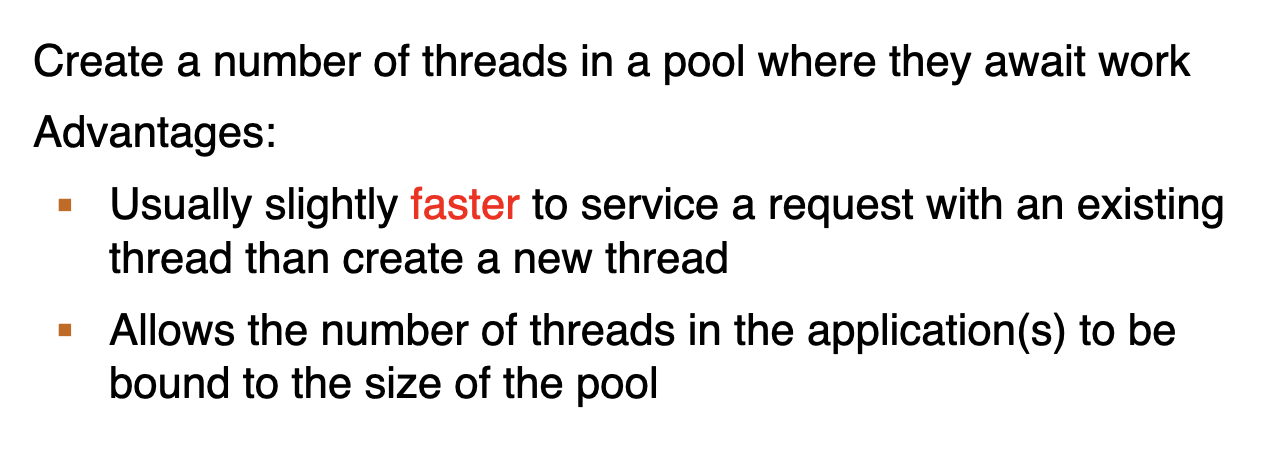 Create a number of threads in a pool where they await work
Advantages:
▪ Usually slightly faster to service a request with an existing
thread than create a new thread
▪ Allows the number of threads in the application(s) to be
bound to the size of the pool